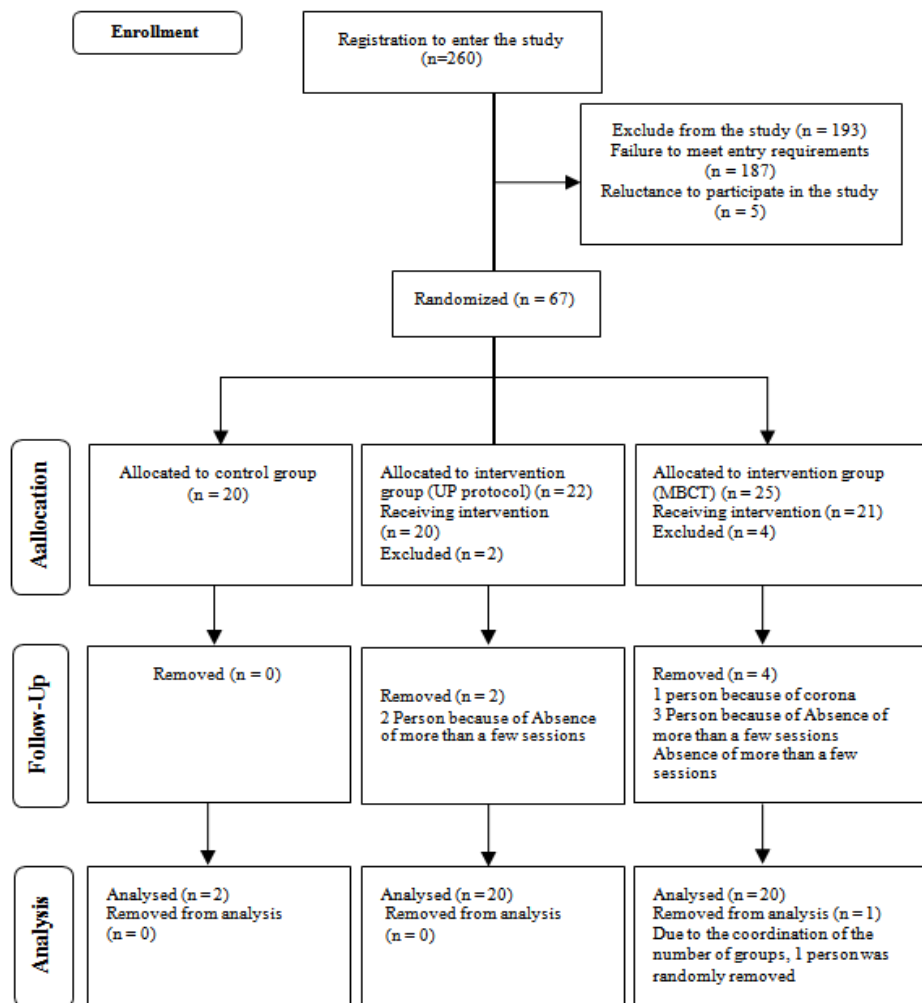 Enrollment
Registration to enter the study
(n=260)
Exclude from the study (n = 193)
Failure to meet entry requirements
(n = 187)
Reluctance to participate in the study
(n = 5)
Randomized (n = 67)
Aallocation
Allocated to control group
(n = 20)
Allocated to intervention
group (UP protocol) (n = 22)
Receiving intervention
(n = 20)
Excluded (n = 2)
Allocated to intervention group
(MBCT) (n = 25)
Receiving intervention (n = 21)
Excluded (n = 4)
Follow-Up
Removed (n = 0)
Removed (n = 2)
2 Person because of Absence
of more than a few sessions
Removed (n = 4)
1 person because of corona
3 Person because of Absence of
more than a few sessions
Absence of more than a few
sessions
Analysis
Analysed (n = 2)
Removed from analysis
(n = 0)
Analysed (n = 20)
Removed from analysis
(n = 0)
Analysed (n = 20)
Removed from analysis (n = 1)
Due to the coordination of the
number of groups, 1 person was
randomly removed